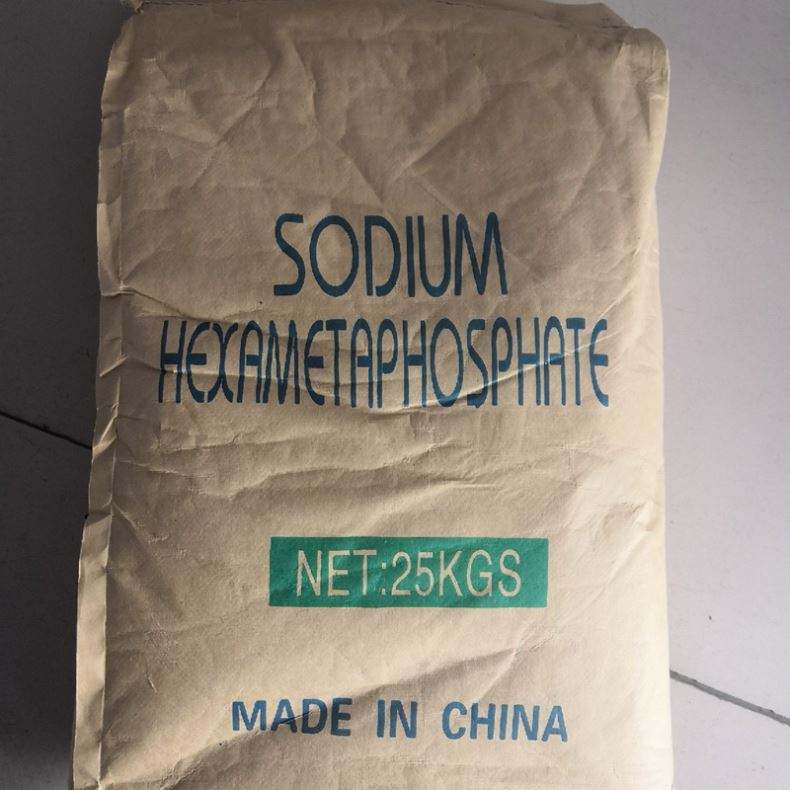 SODIUM
HEXAMETAPHOSPHATE
NET:25KGS
MADE IN CHINA